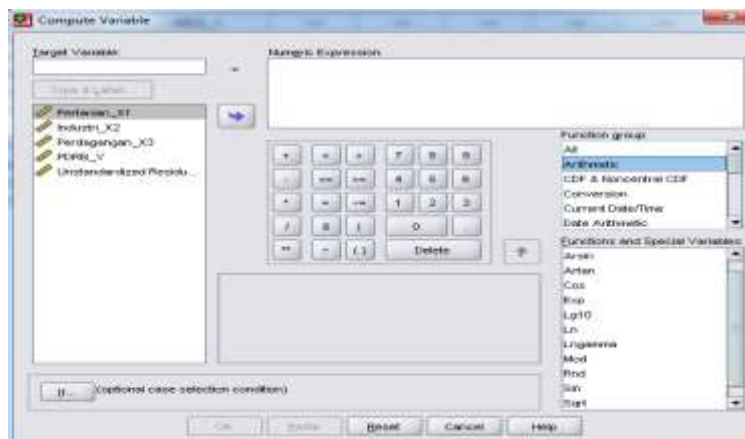 Compute Variable
Target Variable:
=
Numeric Expression:
Type & Label...
Pertanian_X1
Industri_X2
Perdagangan_X3
PDRB_Y
Unstandardized Residu...
+ < > 7 8 9
- <= >= 4 5 6
* = ~= 1 2 3
/ & | 0 .
** ~ ( ) Delete
Function group:
All
Arithmetic
CDF & Noncentral CDF
Conversion
Current Date/Time
Date Arithmetic
Functions and Special Variables:
Arsin
Artan
Cos
Exp
Lg10
Ln
Lngamma
Mod
Rnd
Sin
Sqrt
If... (optional case selection condition)
OK Paste Reset Cancel Help